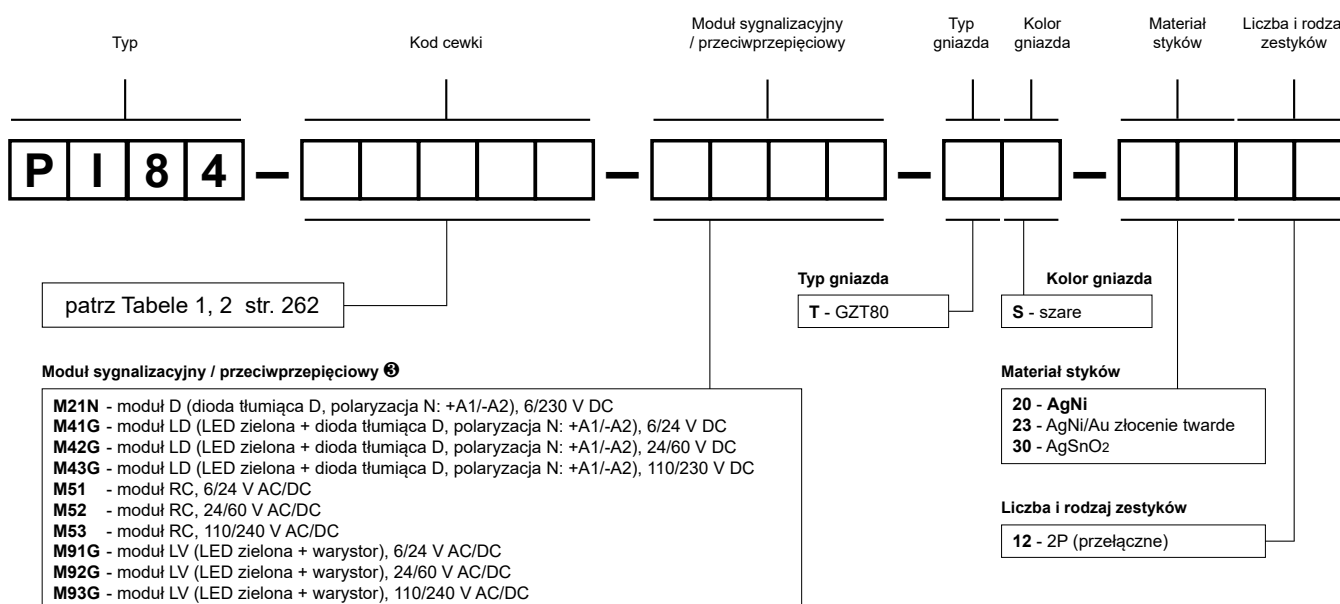 Typ
Kod cewki
Moduł sygnalizacyjny
/ przeciwprzepięciowy
Typ
gniazda
Kolor
gniazda
Materiał
styków
Liczba i rodza
zestyków
P I 8 4 – – – –
patrz Tabele 1, 2 str. 262
Typ gniazda
T - GZT80
Kolor gniazda
S - szare
Moduł sygnalizacyjny / przeciwprzepięciowy ❸
M21N - moduł D (dioda tłumiąca D, polaryzacja N: +A1/-A2), 6/230 V DC
M41G - moduł LD (LED zielona + dioda tłumiąca D, polaryzacja N: +A1/-A2), 6/24 V DC
M42G - moduł LD (LED zielona + dioda tłumiąca D, polaryzacja N: +A1/-A2), 24/60 V DC
M43G - moduł LD (LED zielona + dioda tłumiąca D, polaryzacja N: +A1/-A2), 110/230 V DC
M51 - moduł RC, 6/24 V AC/DC
M52 - moduł RC, 24/60 V AC/DC
M53 - moduł RC, 110/240 V AC/DC
M91G - moduł LV (LED zielona + warystor), 6/24 V AC/DC
M92G - moduł LV (LED zielona + warystor), 24/60 V AC/DC
M93G - moduł LV (LED zielona + warystor), 110/240 V AC/DC
Materiał styków
20 - AgNi
23 - AgNi/Au złocenie twarde
30 - AgSnO2
Liczba i rodzaj zestyków
12 - 2P (przełączne)